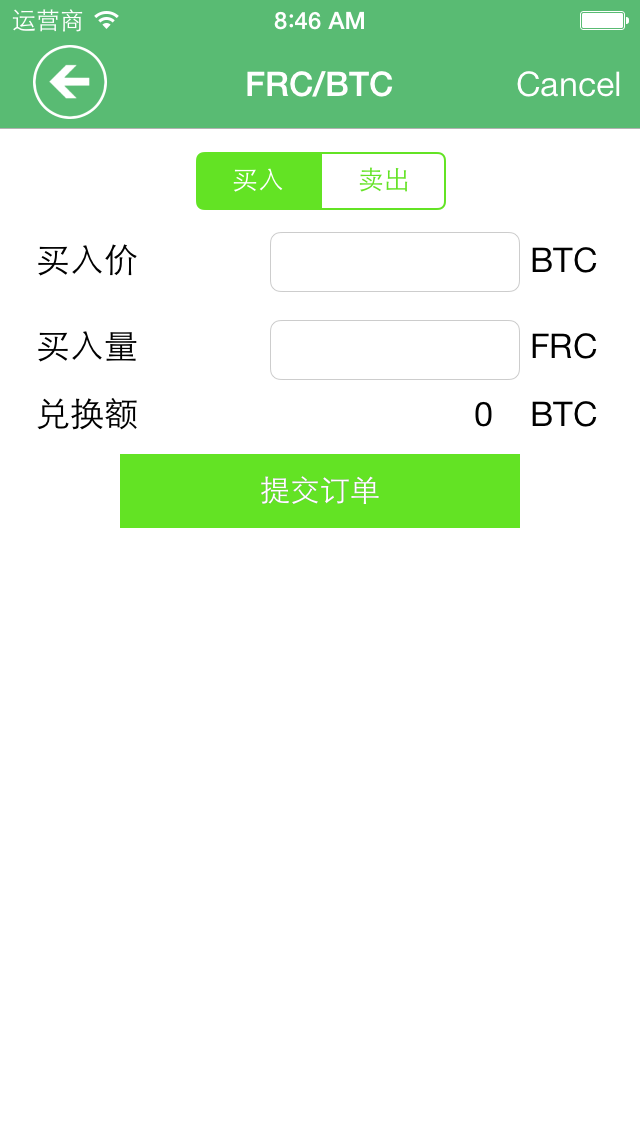 运营商 8:46 AM
FRC/BTC Cancel
买入 卖出
买入价 BTC
买入量 FRC
兑换额 0 BTC
提交订单